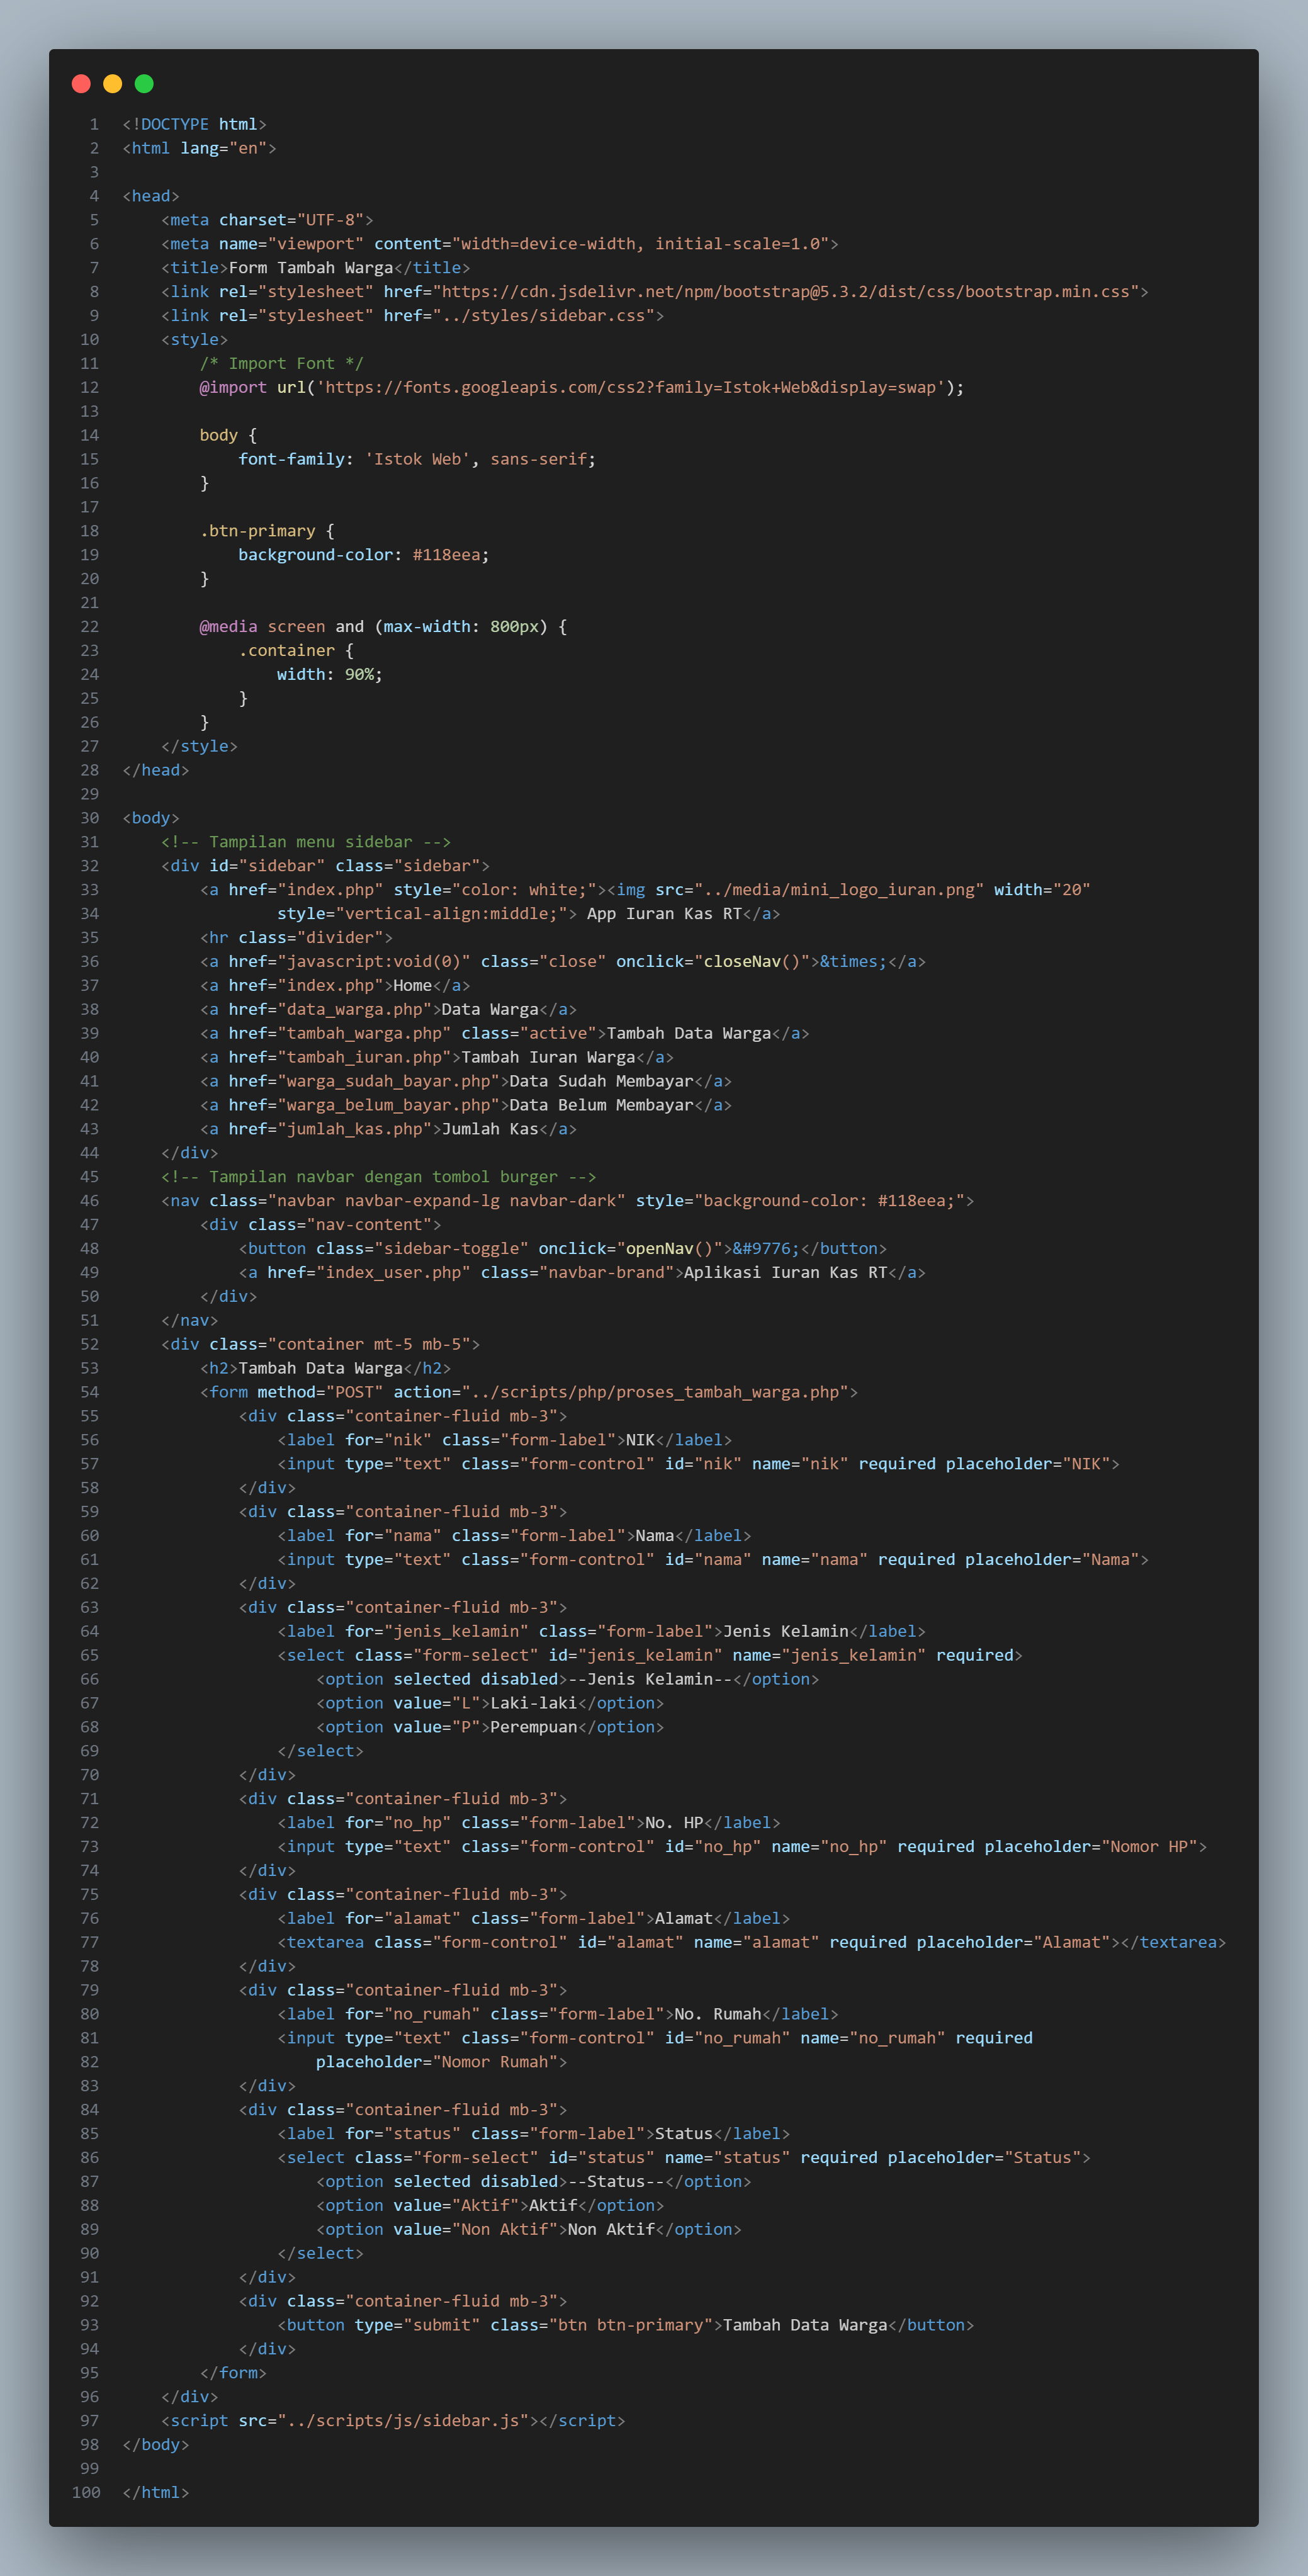 1 <!DOCTYPE html>
2 <html lang="en">
3
4 <head>
5     <meta charset="UTF-8">
6     <meta name="viewport" content="width=device-width, initial-scale=1.0">
7     <title>Form Tambah Warga</title>
8     <link rel="stylesheet" href="https://cdn.jsdelivr.net/npm/bootstrap@5.3.2/dist/css/bootstrap.min.css">
9     <link rel="stylesheet" href="../styles/sidebar.css">
10     <style>
11         /* Import Font */
12         @import url('https://fonts.googleapis.com/css2?family=Istok+Web&display=swap');
13
14         body {
15             font-family: 'Istok Web', sans-serif;
16         }
17
18         .btn-primary {
19             background-color: #118eea;
20         }
21
22         @media screen and (max-width: 800px) {
23             .container {
24                 width: 90%;
25             }
26         }
27     </style>
28 </head>
29
30 <body>
31     <!-- Tampilan menu sidebar -->
32     <div id="sidebar" class="sidebar">
33         <a href="index.php" style="color: white;"><img src="../media/mini_logo_iuran.png" width="20"
34                 style="vertical-align:middle;"> App Iuran Kas RT</a>
35         <hr class="divider">
36         <a href="javascript:void(0)" class="close" onclick="closeNav()">&times;</a>
37         <a href="index.php">Home</a>
38         <a href="data_warga.php">Data Warga</a>
39         <a href="tambah_warga.php" class="active">Tambah Data Warga</a>
40         <a href="tambah_iuran.php">Tambah Iuran Warga</a>
41         <a href="warga_sudah_bayar.php">Data Sudah Membayar</a>
42         <a href="warga_belum_bayar.php">Data Belum Membayar</a>
43         <a href="jumlah_kas.php">Jumlah Kas</a>
44     </div>
45     <!-- Tampilan navbar dengan tombol burger -->
46     <nav class="navbar navbar-expand-lg navbar-dark" style="background-color: #118eea;">
47         <div class="nav-content">
48             <button class="sidebar-toggle" onclick="openNav()">&#9776;</button>
49             <a href="index_user.php" class="navbar-brand">Aplikasi Iuran Kas RT</a>
50         </div>
51     </nav>
52     <div class="container mt-5 mb-5">
53         <h2>Tambah Data Warga</h2>
54         <form method="POST" action="../scripts/php/proses_tambah_warga.php">
55             <div class="container-fluid mb-3">
56                 <label for="nik" class="form-label">NIK</label>
57                 <input type="text" class="form-control" id="nik" name="nik" required placeholder="NIK">
58             </div>
59             <div class="container-fluid mb-3">
60                 <label for="nama" class="form-label">Nama</label>
61                 <input type="text" class="form-control" id="nama" name="nama" required placeholder="Nama">
62             </div>
63             <div class="container-fluid mb-3">
64                 <label for="jenis_kelamin" class="form-label">Jenis Kelamin</label>
65                 <select class="form-select" id="jenis_kelamin" name="jenis_kelamin" required>
66                     <option selected disabled>--Jenis Kelamin--</option>
67                     <option value="L">Laki-laki</option>
68                     <option value="P">Perempuan</option>
69                 </select>
70             </div>
71             <div class="container-fluid mb-3">
72                 <label for="no_hp" class="form-label">No. HP</label>
73                 <input type="text" class="form-control" id="no_hp" name="no_hp" required placeholder="Nomor HP">
74             </div>
75             <div class="container-fluid mb-3">
76                 <label for="alamat" class="form-label">Alamat</label>
77                 <textarea class="form-control" id="alamat" name="alamat" required placeholder="Alamat"></textarea>
78             </div>
79             <div class="container-fluid mb-3">
80                 <label for="no_rumah" class="form-label">No. Rumah</label>
81                 <input type="text" class="form-control" id="no_rumah" name="no_rumah" required
82                     placeholder="Nomor Rumah">
83             </div>
84             <div class="container-fluid mb-3">
85                 <label for="status" class="form-label">Status</label>
86                 <select class="form-select" id="status" name="status" required placeholder="Status">
87                     <option selected disabled>--Status--</option>
88                     <option value="Aktif">Aktif</option>
89                     <option value="Non Aktif">Non Aktif</option>
90                 </select>
91             </div>
92             <div class="container-fluid mb-3">
93                 <button type="submit" class="btn btn-primary">Tambah Data Warga</button>
94             </div>
95         </form>
96     </div>
97     <script src="../scripts/js/sidebar.js"></script>
98 </body>
99
100 </html>